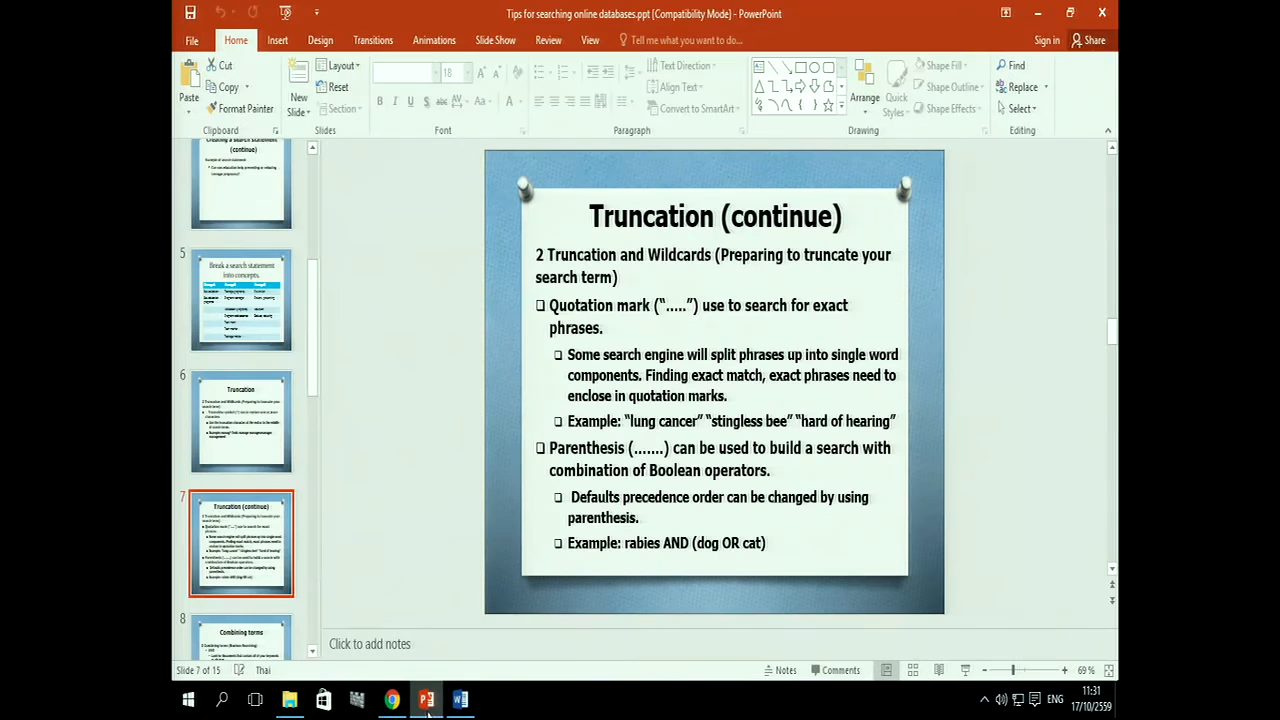 Tips for searching online databases.ppt [Compatibility Mode] - PowerPoint
File Home Insert Design Transitions Animations Slide Show Review View Tell me what you want to do... Sign in Share
Paste
Cut
Copy
Format Painter
Clipboard
New Slide
Layout
Reset
Section
Slides
18
B I U S abc AV Aa A
Font
Text Direction
Align Text
Convert to SmartArt
Paragraph
Arrange
Quick Styles
Shape Fill
Shape Outline
Shape Effects
Drawing
Find
Replace
Select
Editing
Creating a search statement
(continue)
5
Break a search statement
into concepts.
6
Truncation
7
Truncation (continue)
8
Combining terms
Truncation (continue)
2 Truncation and Wildcards (Preparing to truncate your
search term)
Quotation mark (“…..”) use to search for exact
phrases.
Some search engine will split phrases up into single word
components. Finding exact match, exact phrases need to
enclose in quotation marks.
Example: “lung cancer” “stingless bee” “hard of hearing”
Parenthesis (…….) can be used to build a search with
combination of Boolean operators.
Defaults precedence order can be changed by using
parenthesis.
Example: rabies AND (dog OR cat)
Click to add notes
Slide 7 of 15 Thai Notes Comments 69 %
ENG
11:31
17/10/2559